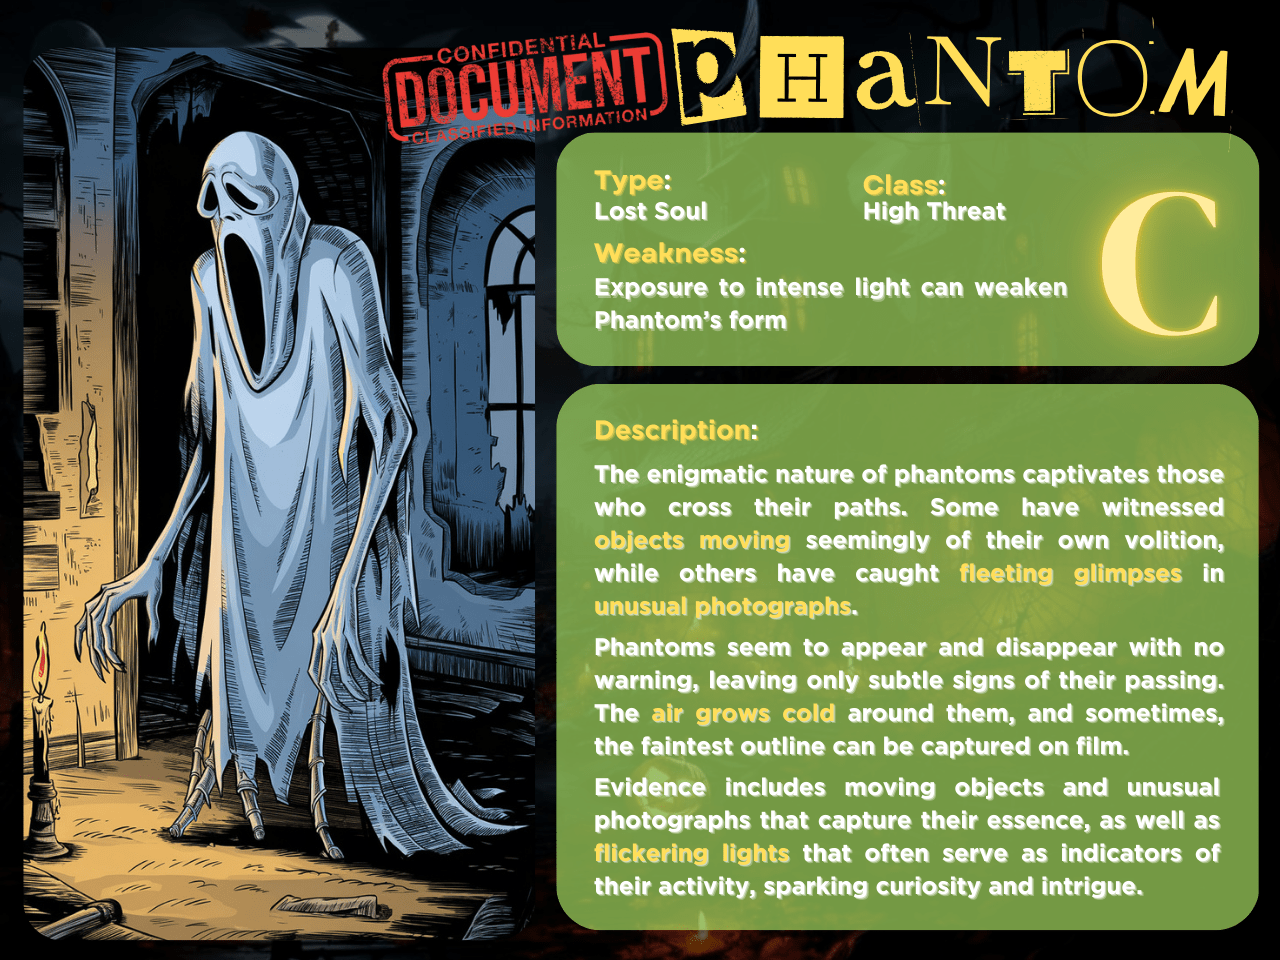 CONFIDENTIAL
DOCUMENT
CLASSIFIED INFORMATION
PHaNTOM
Type:
Lost Soul
Class:
High Threat
C
Weakness:
Exposure to intense light can weaken
Phantom’s form
Description:
The enigmatic nature of phantoms captivates those
who cross their paths. Some have witnessed
objects moving seemingly of their own volition,
while others have caught fleeting glimpses in
unusual photographs.
Phantoms seem to appear and disappear with no
warning, leaving only subtle signs of their passing.
The air grows cold around them, and sometimes,
the faintest outline can be captured on film.
Evidence includes moving objects and unusual
photographs that capture their essence, as well as
flickering lights that often serve as indicators of
their activity, sparking curiosity and intrigue.